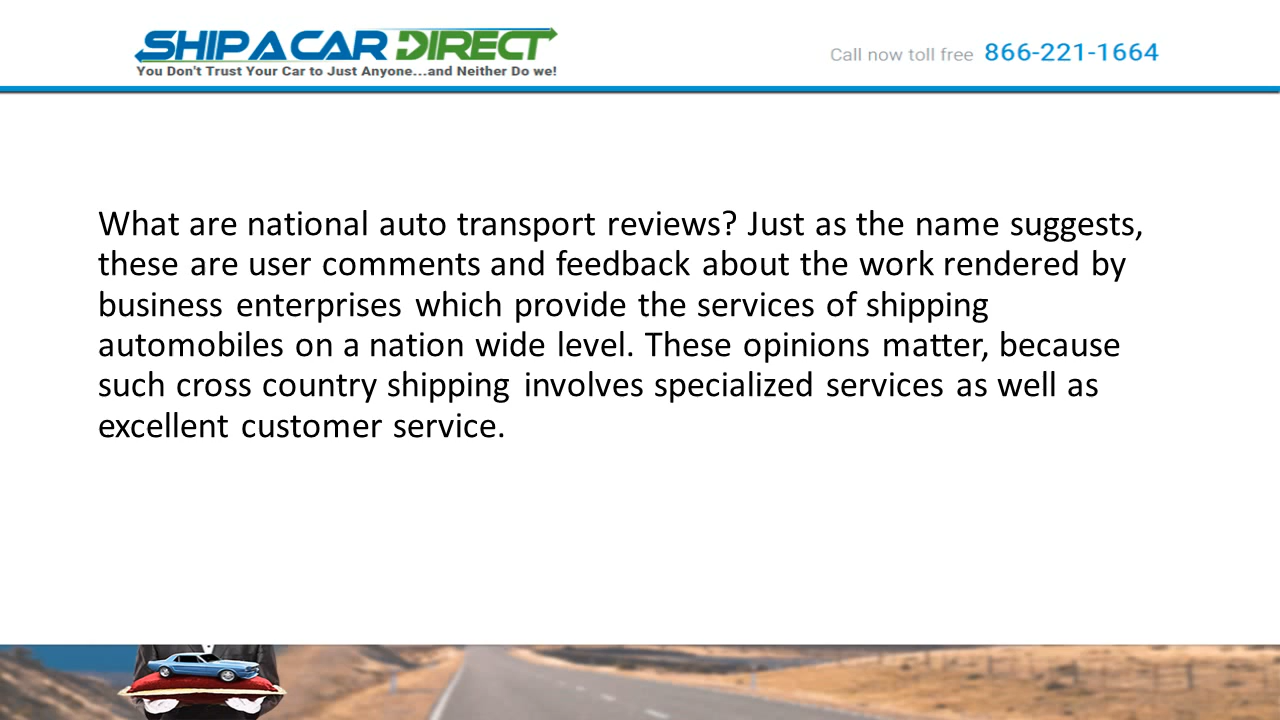 SHIP A CAR DIRECT
You Don't Trust Your Car to Just Anyone...and Neither Do we!
Call now toll free 866-221-1664
What are national auto transport reviews? Just as the name suggests,
these are user comments and feedback about the work rendered by
business enterprises which provide the services of shipping
automobiles on a nation wide level. These opinions matter, because
such cross country shipping involves specialized services as well as
excellent customer service.